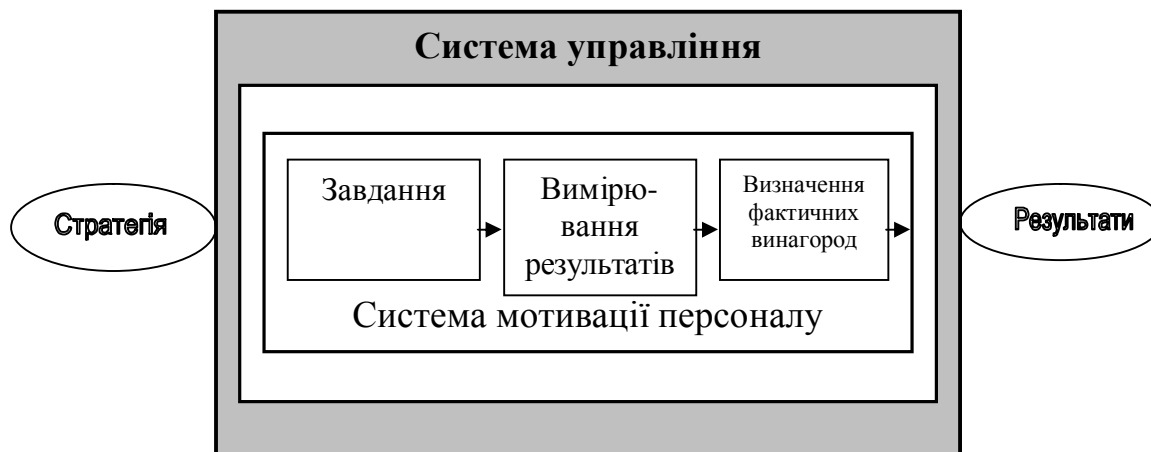 Система управління
Стратегія
Завдання
Вимірю-
вання
результатів
Визначення
фактичних
винагород
Результати
Система мотивації персоналу